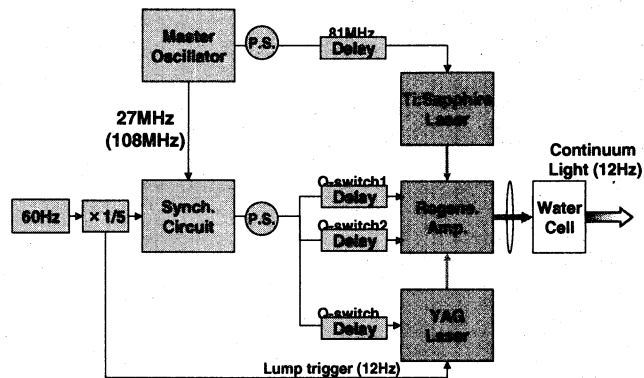 Master
Oscillator
P.S.
81MHz
Delay
Ti:Sapphire
Laser
27MHz
(108MHz)
Continuum
Light (12Hz)
60Hz
× 1/5
Synch.
Circuit
P.S.
Q-switch1
Delay
Q-switch2
Delay
Regene.
Amp.
Water
Cell
Q-switch
Delay
YAG
Laser
Lump trigger (12Hz)